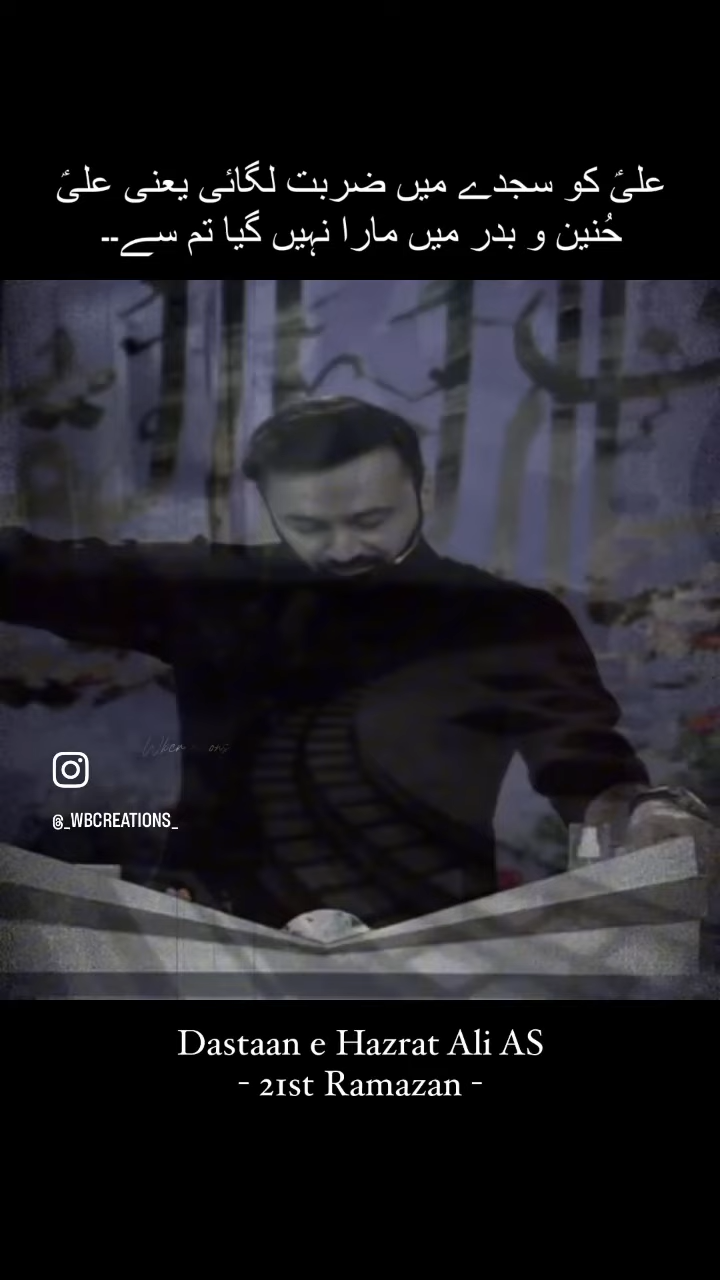 علیؑ کو سجدے میں ضربت لگائی یعنی علیؑ
حُنین و بدر میں مارا نہیں گیا تم سے--
@_WBCREATIONS_
Dastaan e Hazrat Ali AS
- 21st Ramazan -